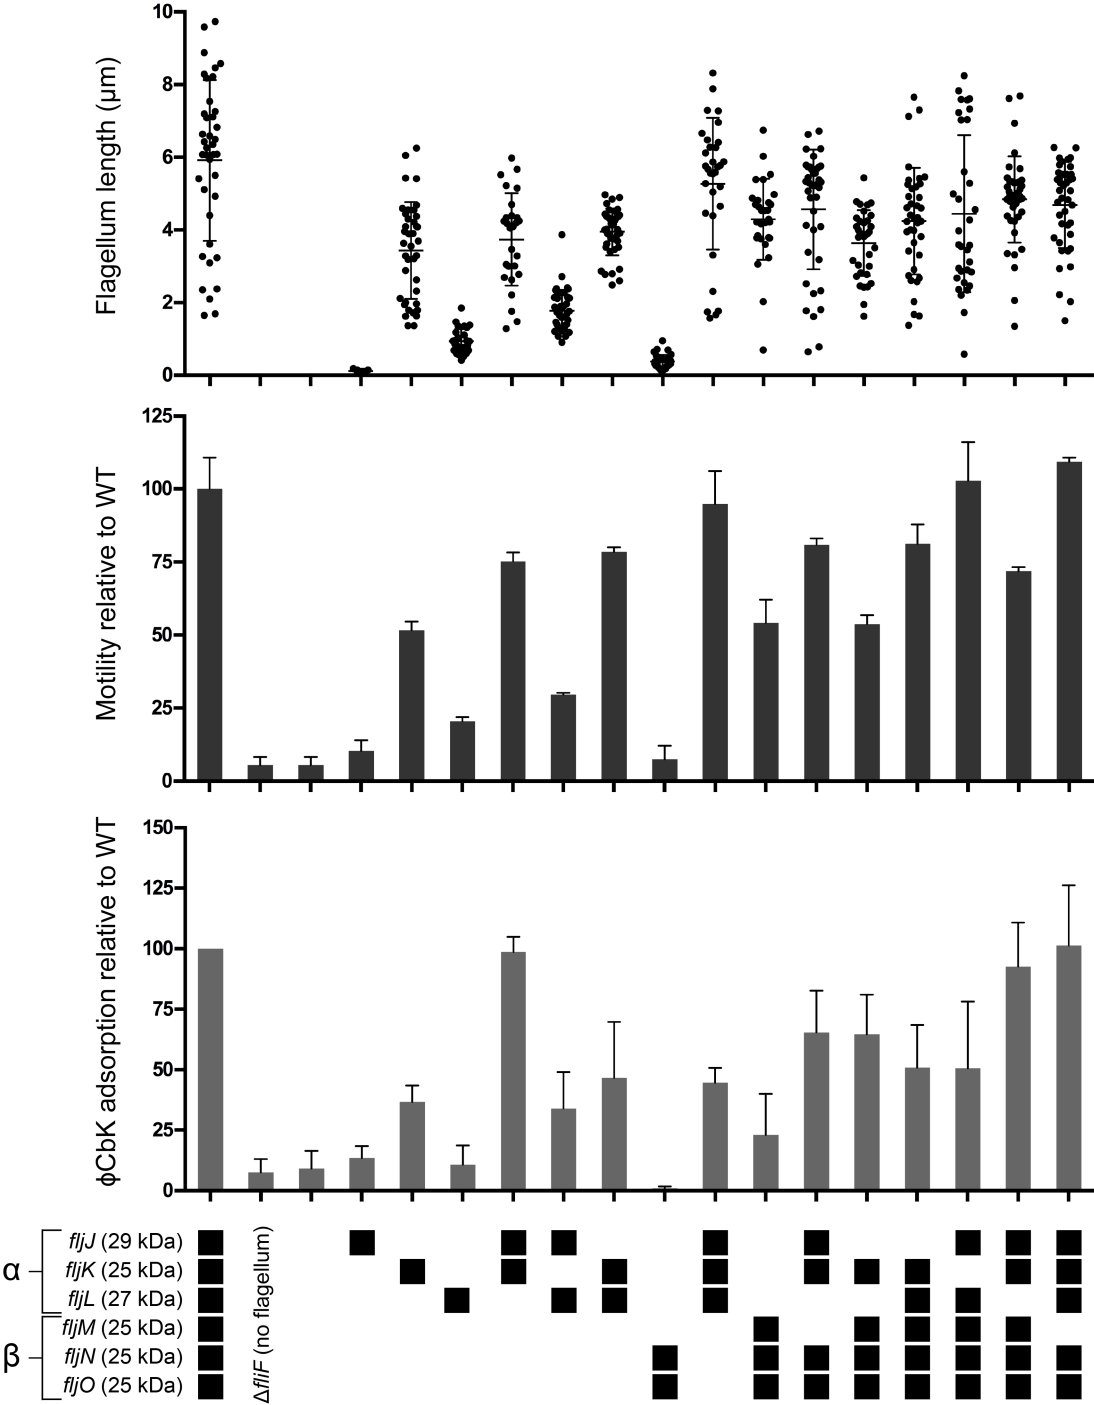 Flagellum length (μm)
10
8
6
4
2
0
Motility relative to WT
125
100
75
50
25
0
ϕCbK adsorption relative to WT
150
125
100
75
50
25
0
α
fljJ (29 kDa)
fljK (25 kDa)
fljL (27 kDa)
β
fljM (25 kDa)
fljN (25 kDa)
fljO (25 kDa)
ΔfliF (no flagellum)